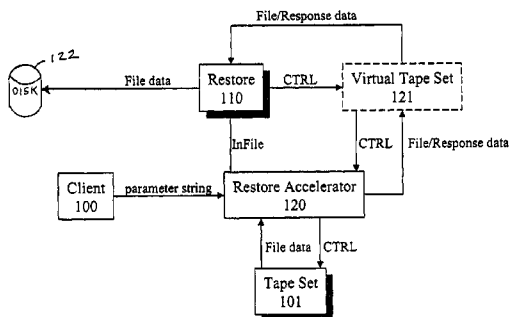 File/Response data
122
DISK
File data
Restore
110
CTRL
Virtual Tape Set
121
InFile
CTRL
File/Response data
Client
100
parameter string
Restore Accelerator
120
File data
CTRL
Tape Set
101